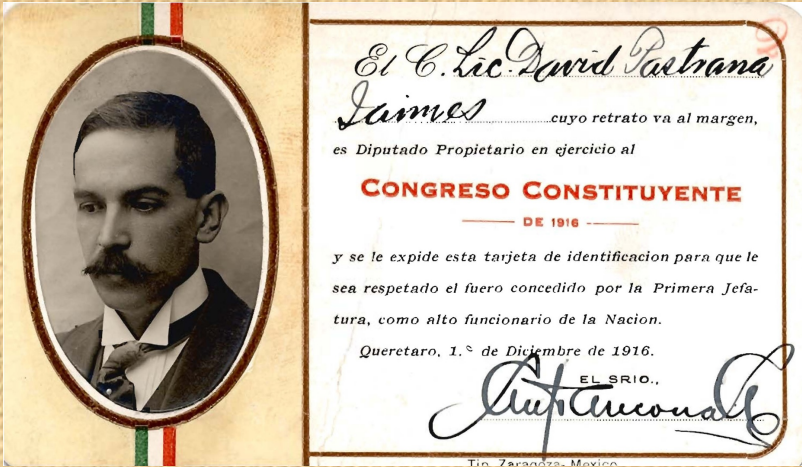 El C. Lic. David Pastrana
Jaimes cuyo retrato va al margen,
es Diputado Propietario en ejercicio al
CONGRESO CONSTITUYENTE
DE 1916
y se le expide esta tarjeta de identificacion para que le
sea respetado el fuero concedido por la Primera Jefa-
tura, como alto funcionario de la Nacion.
Queretaro, 1.º de Diciembre de 1916.
EL SRIO.,
Tip. Zaragoza- Mexico